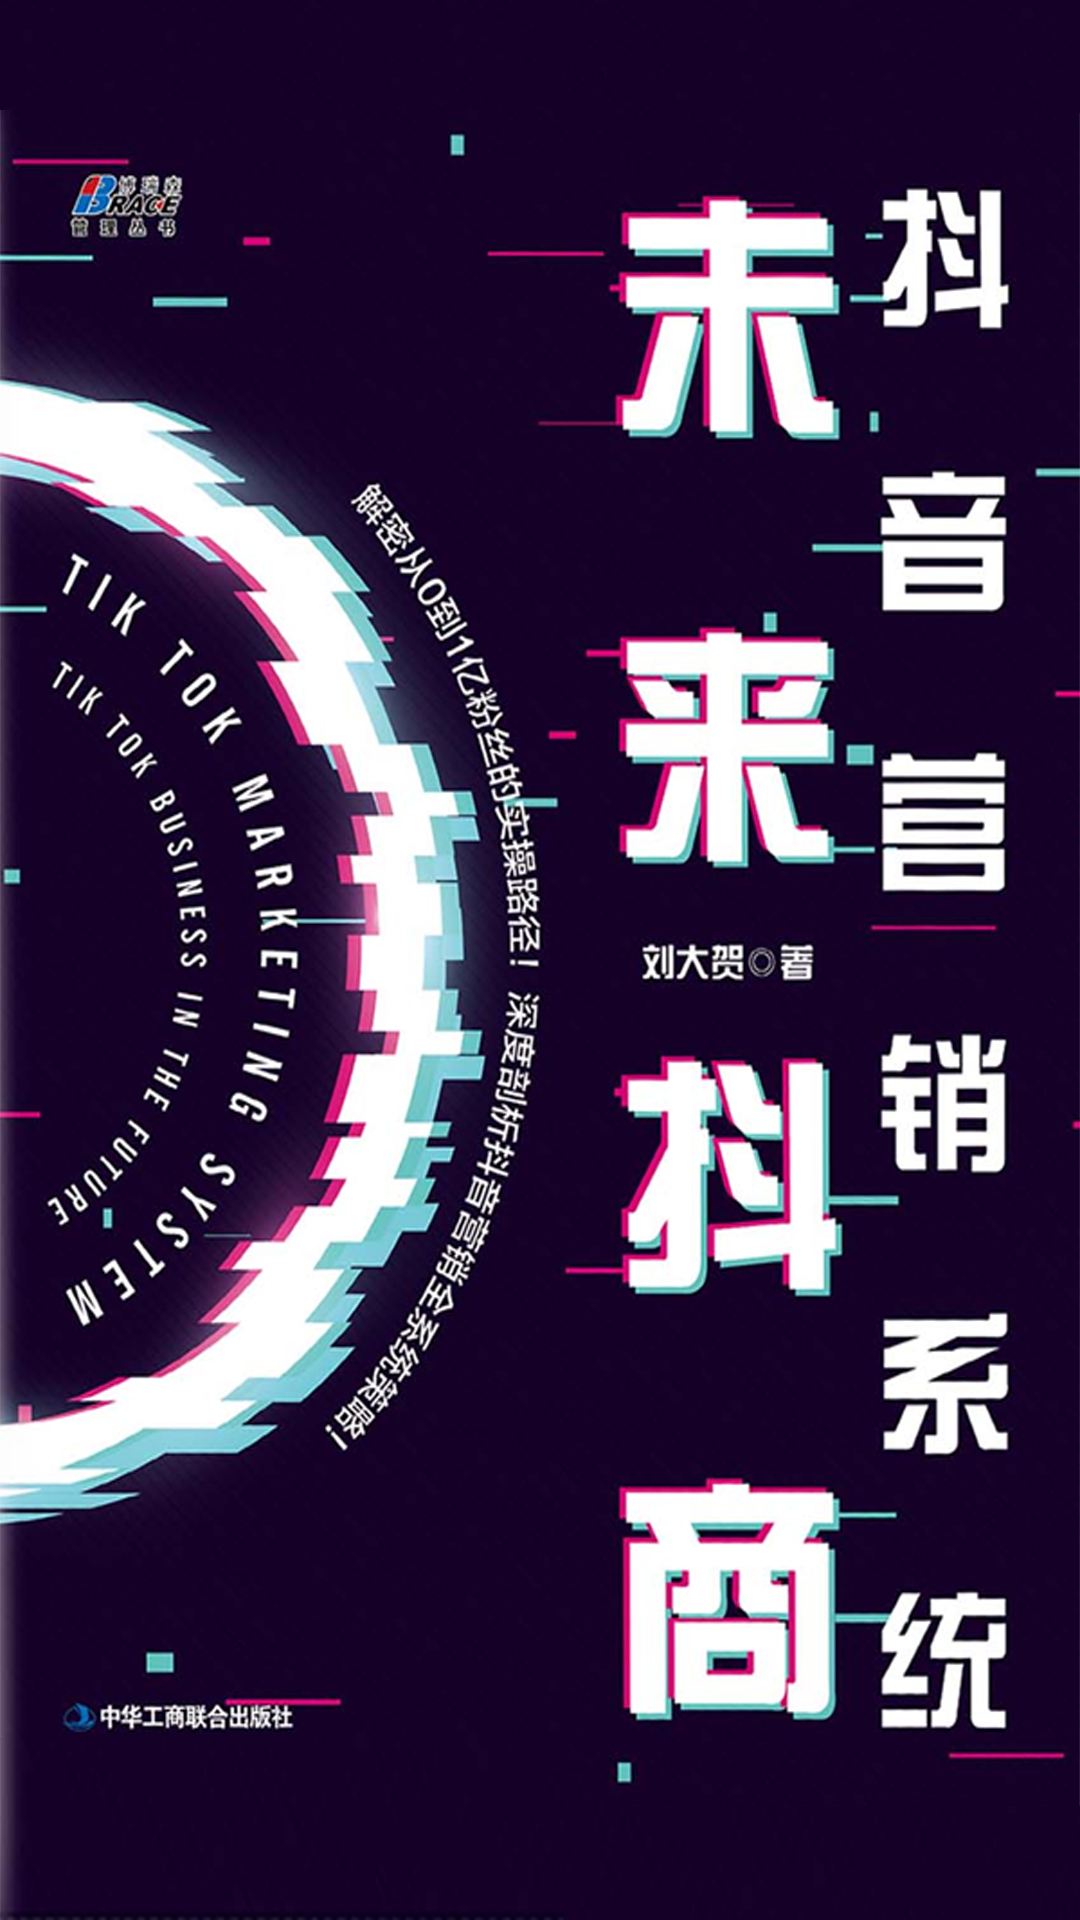 抖音营销系统
未来抖商
刘大贺◎著
博瑞森
BRACE
管理丛书
解密从0到1亿粉丝的实操路径！深度剖析抖音营销全系统策略！
TIK TOK MARKETING SYSTEM
TIK TOK BUSINESS IN THE FUTURE
中华工商联合出版社